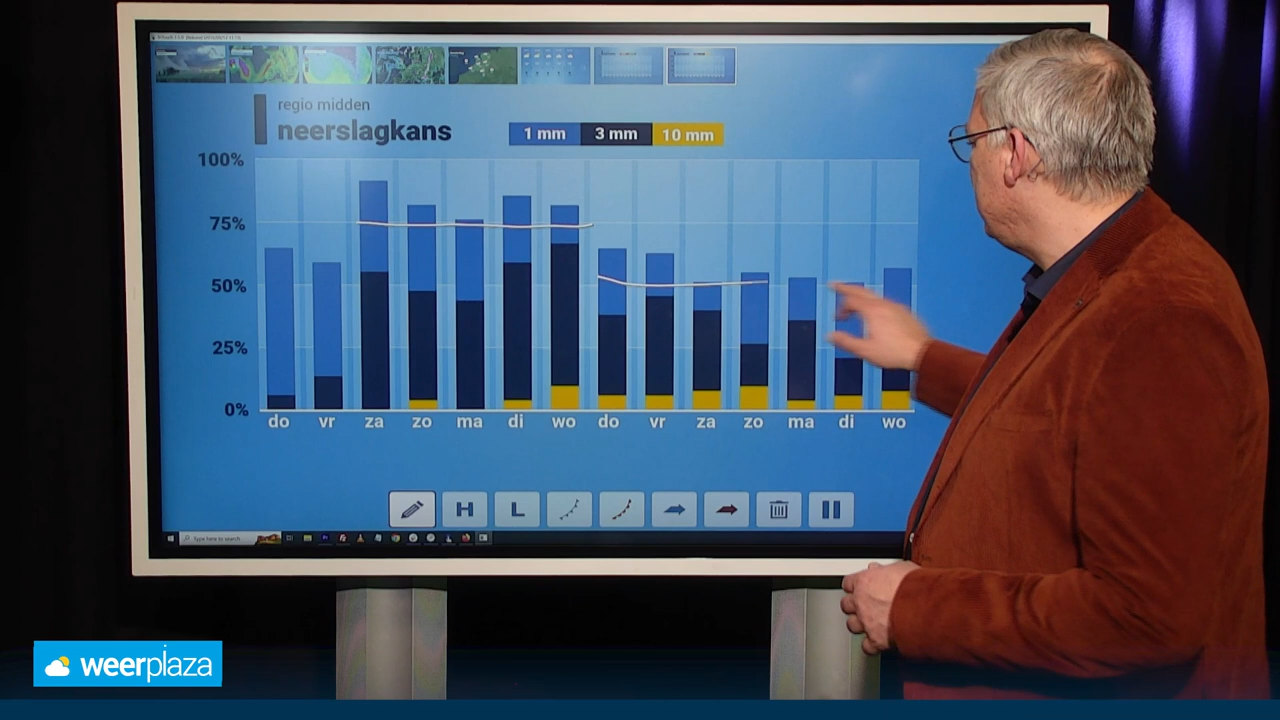 regio midden
neerslagkans
1 mm 3 mm 10 mm
100%
75%
50%
25%
0%
do vr za zo ma di wo do vr za zo ma di wo
H L
Type here to search
weerplaza